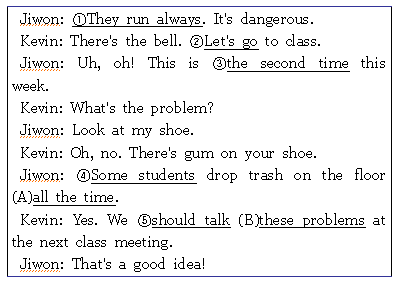 Jiwon: ①They run always. It's dangerous.
Kevin: There's the bell. ②Let's go to class.
Jiwon: Uh, oh! This is ③the second time this
week.
Kevin: What's the problem?
Jiwon: Look at my shoe.
Kevin: Oh, no. There's gum on your shoe.
Jiwon: ④Some students drop trash on the floor
(A)all the time.
Kevin: Yes. We ⑤should talk (B)these problems at
the next class meeting.
Jiwon: That's a good idea!